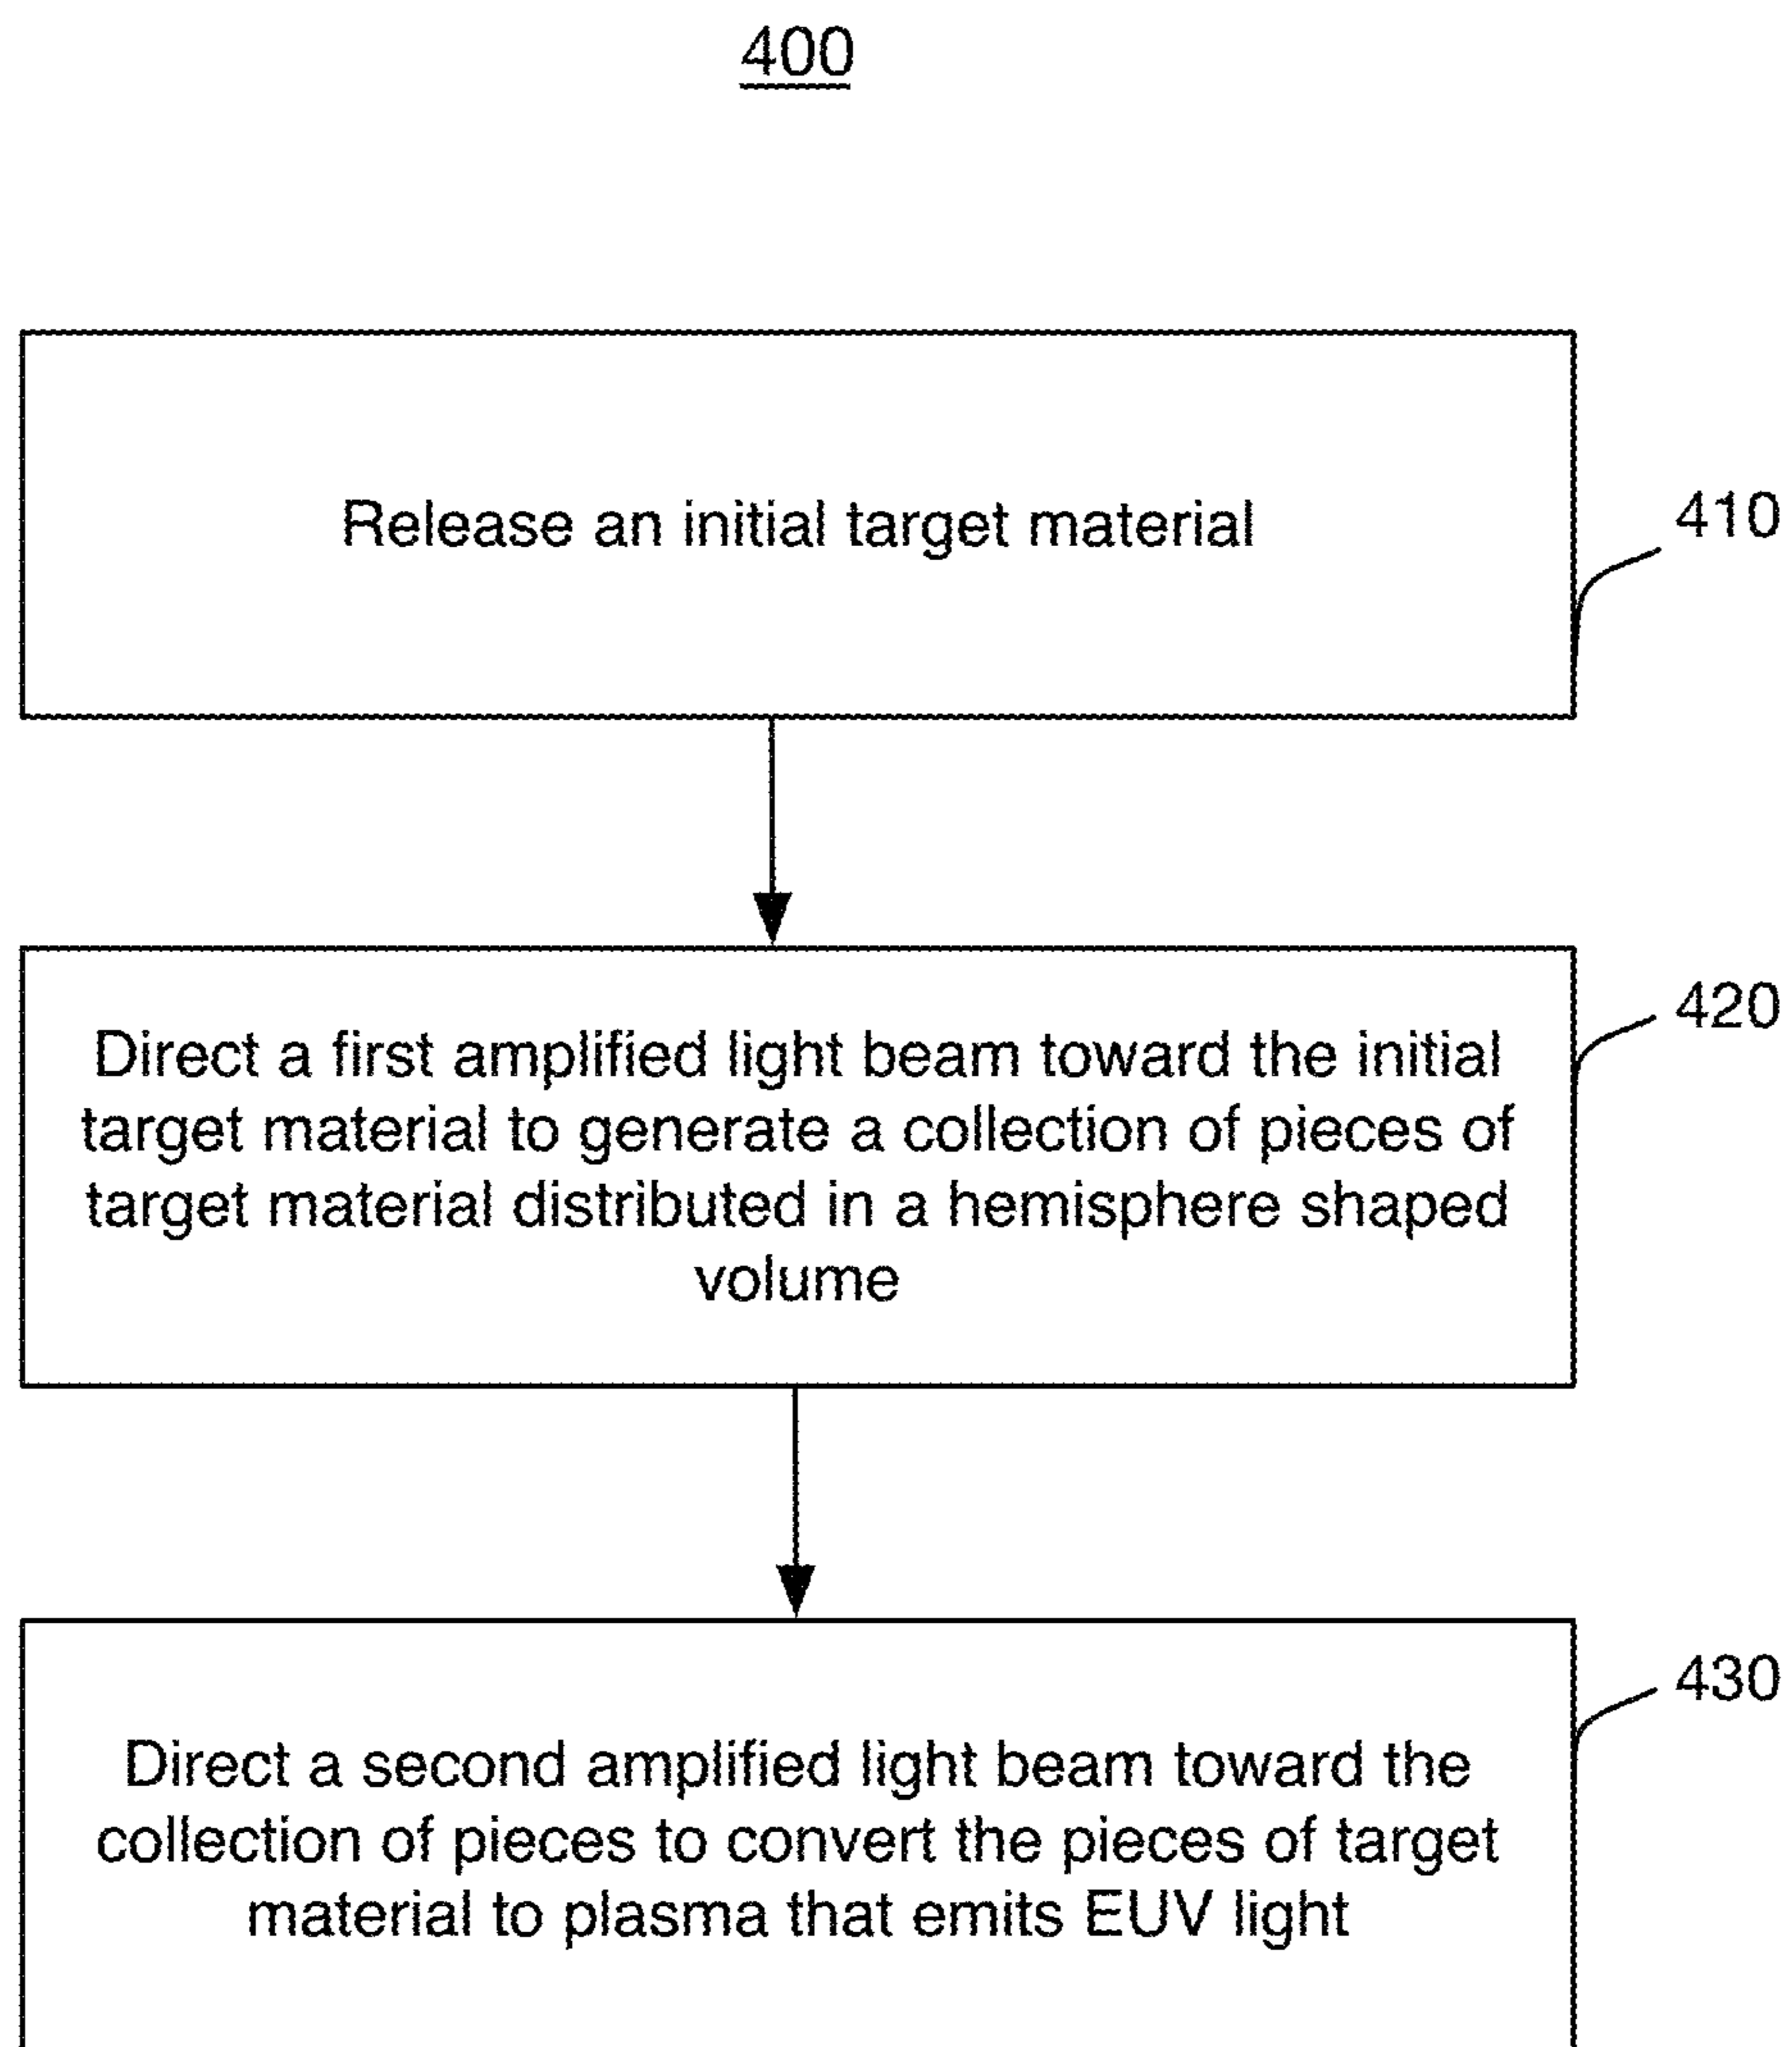 400
Release an initial target material
410
Direct a first amplified light beam toward the initial
target material to generate a collection of pieces of
target material distributed in a hemisphere shaped
volume
420
Direct a second amplified light beam toward the
collection of pieces to convert the pieces of target
material to plasma that emits EUV light
430